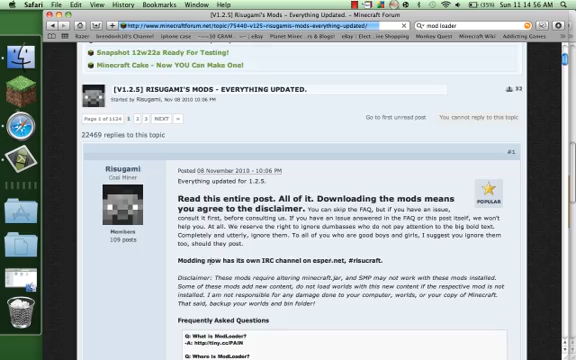 Safari File Edit View History Bookmarks Window Help
Sun 11:14:56 AM
[V1.2.5] Risugami's Mods - Everything Updated. - Minecraft Forum
http://www.minecraftforum.net/topic/75440-v125-risugamis-mods-everything-updated/
mod loader
eBay
Monkey Quest
Addicting Games
Snapshot 12w22a Ready For Testing!
Minecraft Cake - Now YOU Can Make One!
[V1.2.5] RISUGAMI'S MODS - EVERYTHING UPDATED.
33
Started by Risugami, Nov 08 2010 10:06 PM
Page 1 of 1124 1 2 3 NEXT »
Go to first unread post
You cannot reply to this topic
22469 replies to this topic
#1
Risugami
Coal Miner
Members
109 posts
Posted 08 November 2010 - 10:06 PM
Everything updated for 1.2.5.
POPULAR
Read this entire post. All of it. Downloading the mods means
you agree to the disclaimer. You can skip the FAQ, but if you have an issue,
consult it first, before consulting us. If you have an issue answered in the FAQ or this post itself, we won't
help you. At all. We reserve the right to ignore dumbasses who do not pay attention to the big bold text.
Completely and utterly, ignore them. To all of you who are good boys and girls, I suggest you ignore them
too, should they post.
Modding now has its own IRC channel on esper.net, #risucraft.
Disclaimer: These mods require altering minecraft.jar, and SMP may not work with these mods installed.
Some of these mods add new content, do not load worlds with this new content if the respective mod is not
installed. I am not responsible for any damage done to your computer, worlds, or your copy of Minecraft.
That said, backup your worlds and bin folder!
Frequently Asked Questions
Q: What is ModLoader?
-A: http://tiny.cc/PAIN
Q: Where is ModLoader?